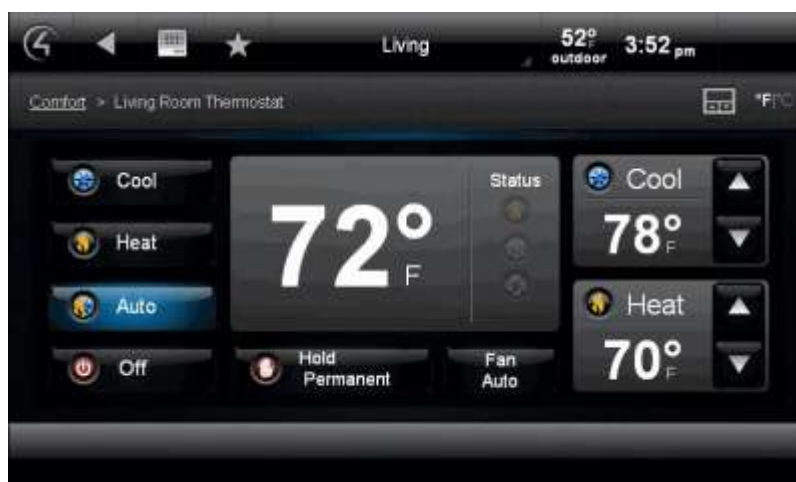 4
Living
52°F
outdoor
3:52 pm
Comfort > Living Room Thermostat
°F|°C
Cool
Heat
Auto
Off
72°F
Status
Hold
Permanent
Fan
Auto
Cool
78°F
Heat
70°F